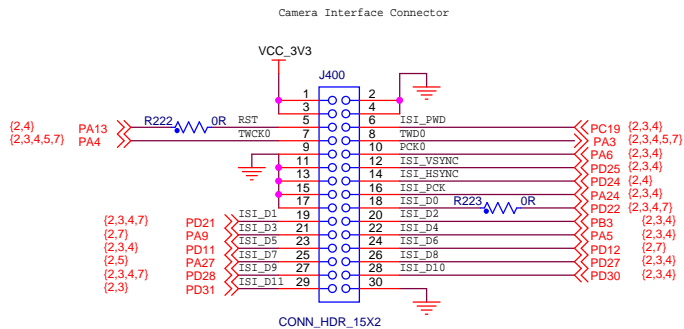 Camera Interface Connector
VCC_3V3
J400
1 2
3 4
{2,4} PA13 R222 0R RST 5 6 ISI_PWD PC19 {2,3,4}
{2,3,4,5,7} PA4 TWCK0 7 8 TWD0 PA3 {2,3,4,5,7}
9 10 PCK0 PA6 {2,3,4}
11 12 ISI_VSYNC PD25 {2,3,4}
13 14 ISI_HSYNC PD24 {2,4}
15 16 ISI_PCK PA24 {2,3,4}
17 18 ISI_D0 R223 0R PD22 {2,3,4,7}
{2,3,4,7} PD21 ISI_D1 19 20 ISI_D2 PB3 {2,3,4}
{2,7} PA9 ISI_D3 21 22 ISI_D4 PA5 {2,3,4}
{2,3,4} PD11 ISI_D5 23 24 ISI_D6 PD12 {2,7}
{2,5} PA27 ISI_D7 25 26 ISI_D8 PD27 {2,3,4}
{2,3,4,7} PD28 ISI_D9 27 28 ISI_D10 PD30 {2,3,4}
{2,3} PD31 ISI_D11 29 30
CONN_HDR_15X2